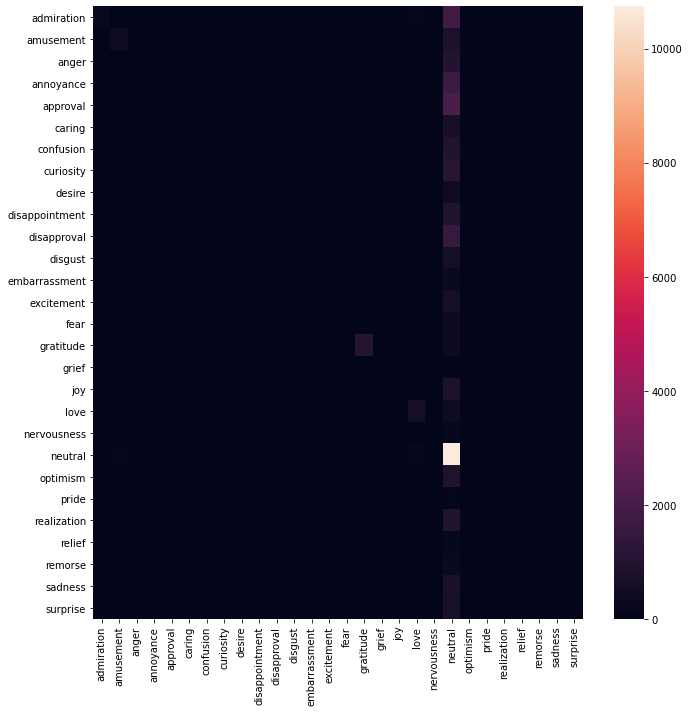 admiration
amusement
anger
annoyance
approval
caring
confusion
curiosity
desire
disappointment
disapproval
disgust
embarrassment
excitement
fear
gratitude
grief
joy
love
nervousness
neutral
optimism
pride
realization
relief
remorse
sadness
surprise
admiration
amusement
anger
annoyance
approval
caring
confusion
curiosity
desire
disappointment
disapproval
disgust
embarrassment
excitement
fear
gratitude
grief
joy
love
nervousness
neutral
optimism
pride
realization
relief
remorse
sadness
surprise
10000
8000
6000
4000
2000
0